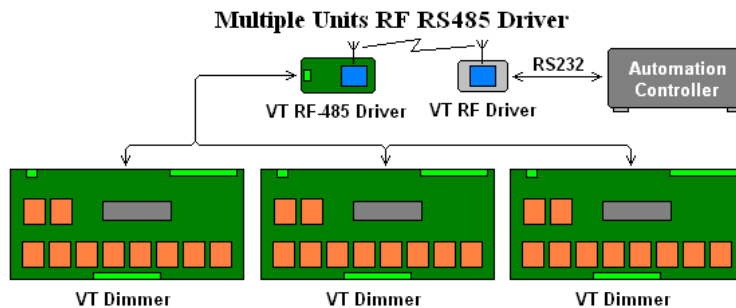 Multiple Units RF RS485 Driver
RS232
Automation
Controller
VT RF-485 Driver
VT RF Driver
VT Dimmer
VT Dimmer
VT Dimmer